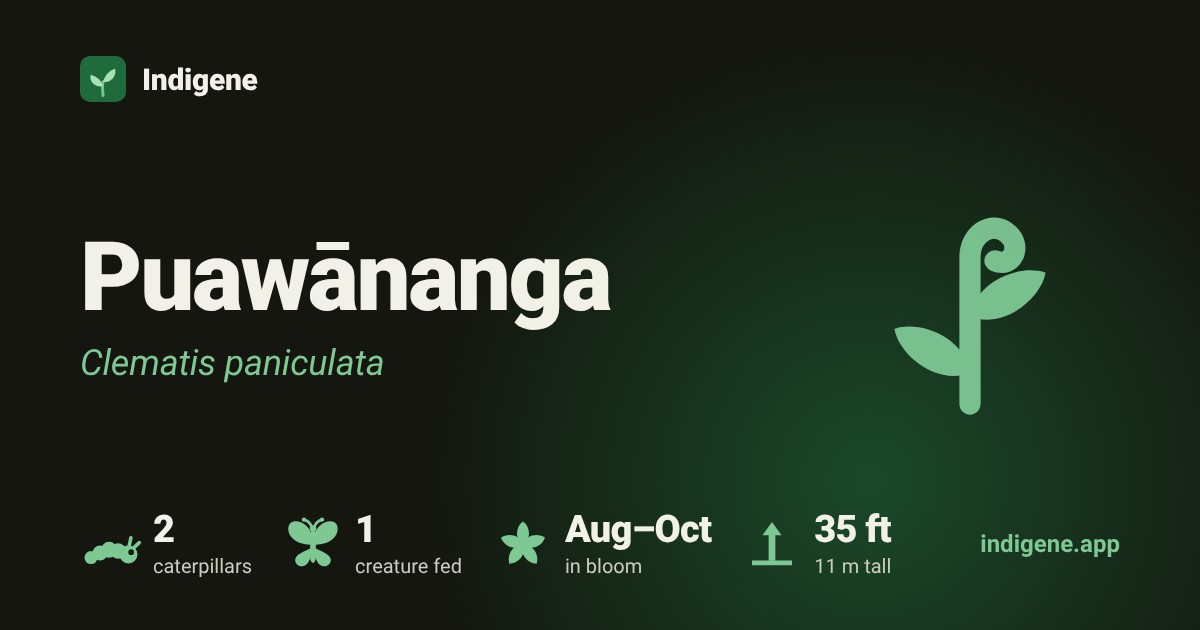 Indigene
Puawānanga
Clematis paniculata
2
caterpillars
1
creature fed
Aug–Oct
in bloom
35 ft
11 m tall
indigene.app